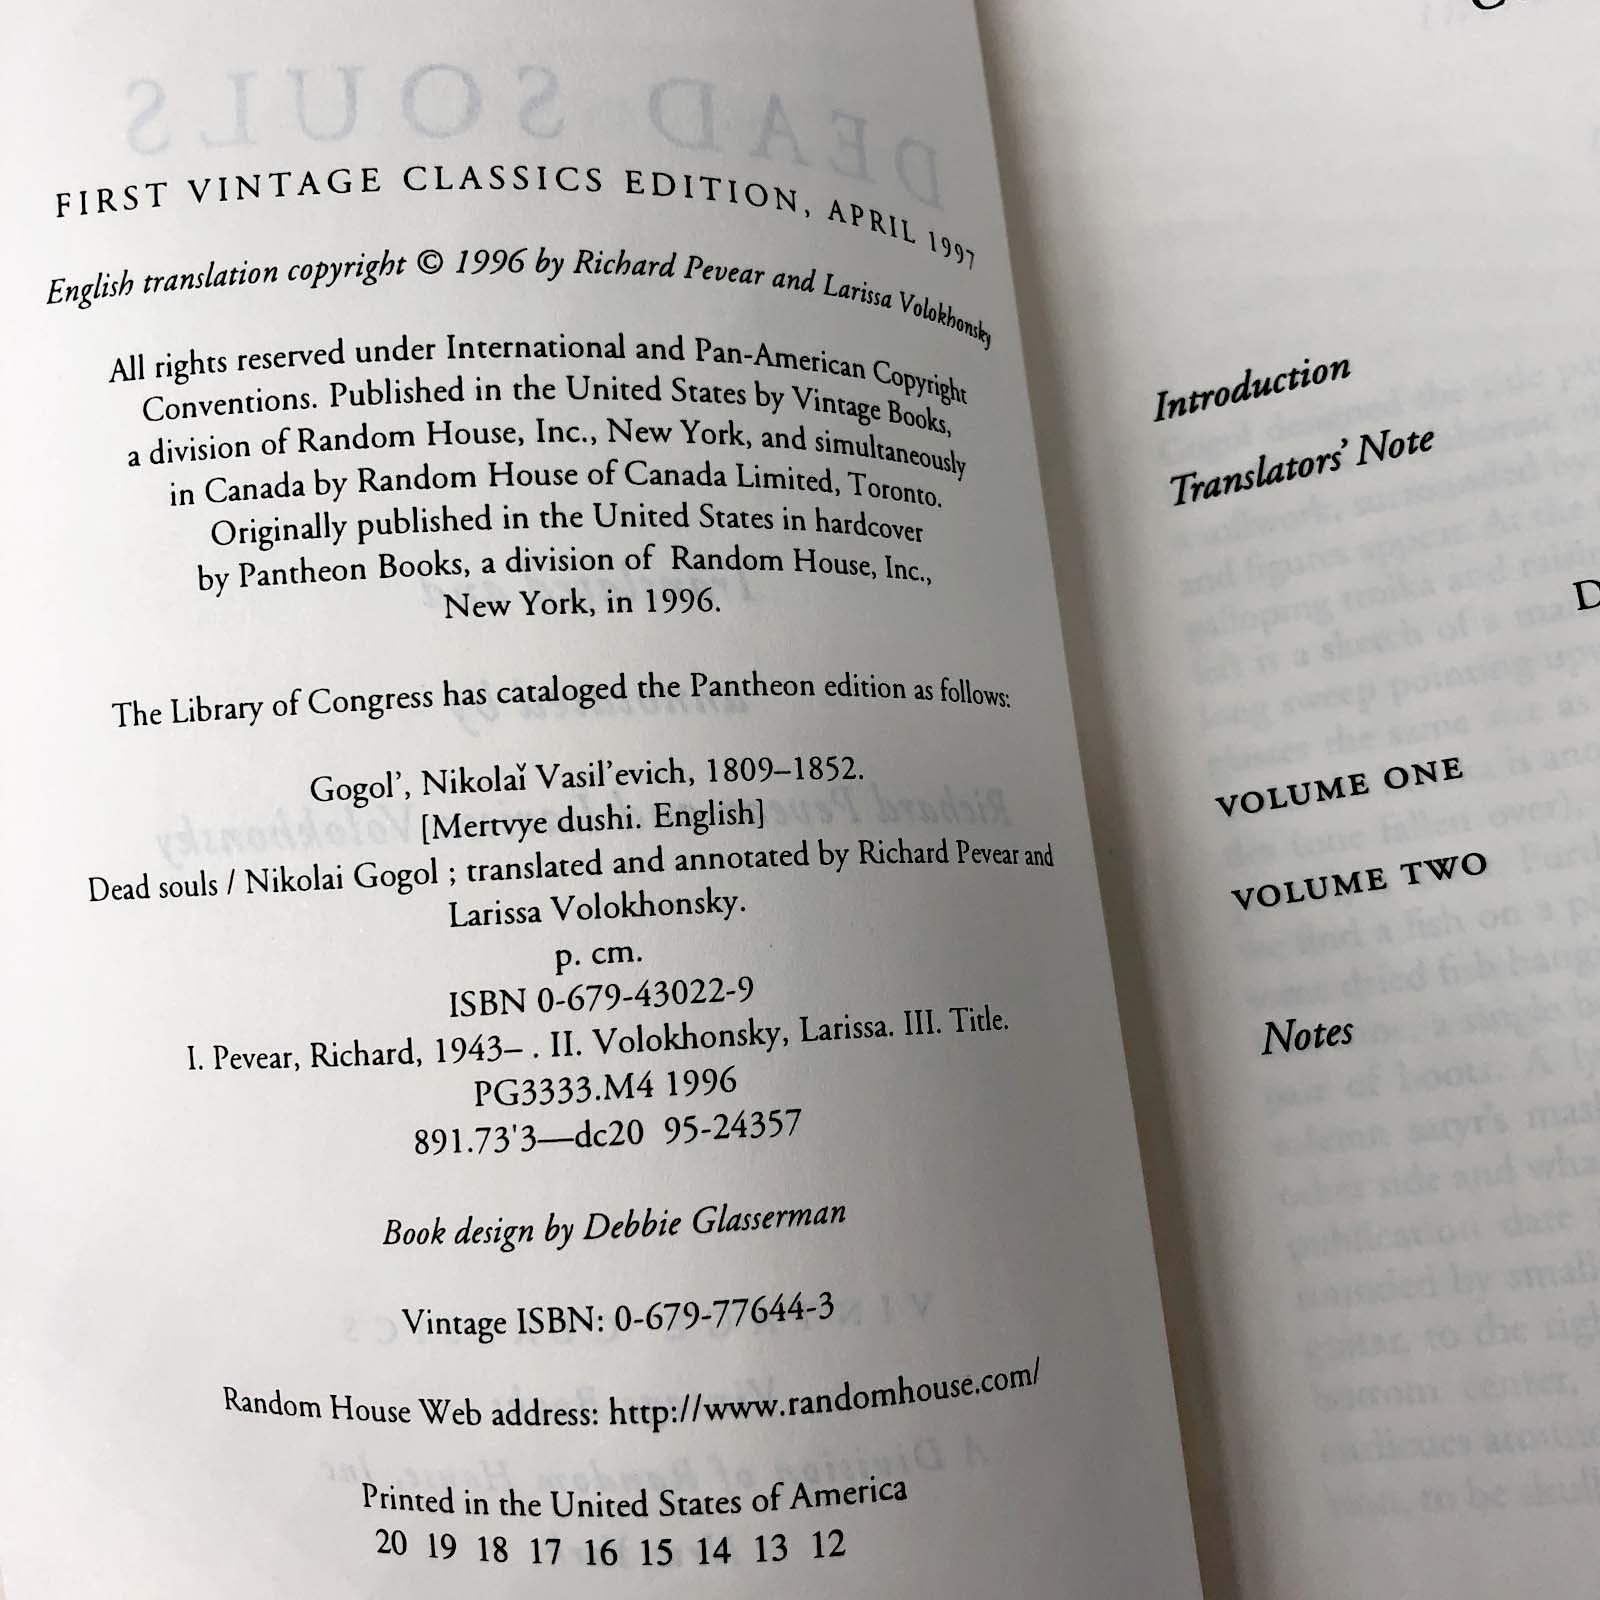 DEAD SOULS
FIRST VINTAGE CLASSICS EDITION, APRIL 1997
English translation copyright © 1996 by Richard Pevear and Larissa Volokhonsky
All rights reserved under International and Pan-American Copyright
Conventions. Published in the United States by Vintage Books,
a division of Random House, Inc., New York, and simultaneously
in Canada by Random House of Canada Limited, Toronto.
Originally published in the United States in hardcover
by Pantheon Books, a division of Random House, Inc.,
New York, in 1996.
The Library of Congress has cataloged the Pantheon edition as follows:
Gogol’, Nikolaĭ Vasil’evich, 1809–1852.
[Mertvye dushi. English]
Dead souls / Nikolai Gogol ; translated and annotated by Richard Pevear and
Larissa Volokhonsky.
p. cm.
ISBN 0-679-43022-9
I. Pevear, Richard, 1943– . II. Volokhonsky, Larissa. III. Title.
PG3333.M4 1996
891.73'3—dc20 95-24357
Book design by Debbie Glasserman
Vintage ISBN: 0-679-77644-3
Random House Web address: http://www.randomhouse.com/
Printed in the United States of America
20 19 18 17 16 15 14 13 12
Introduction
Translators’ Note
VOLUME ONE
VOLUME TWO
Notes